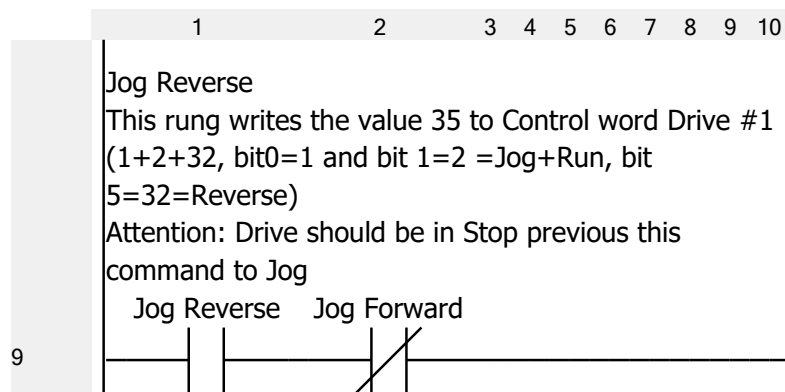 1 2 3 4 5 6 7 8 9 10
Jog Reverse
This rung writes the value 35 to Control word Drive #1
(1+2+32, bit0=1 and bit 1=2 =Jog+Run, bit
5=32=Reverse)
Attention: Drive should be in Stop previous this
command to Jog
Jog Reverse Jog Forward
9